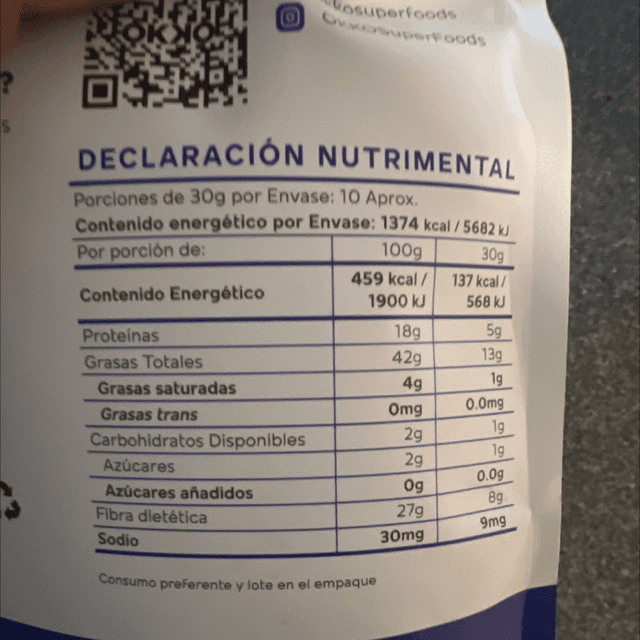 OKKO
kosuperfoods
OkkoSuperFoods
?
s
DECLARACIÓN NUTRIMENTAL
Porciones de 30g por Envase: 10 Aprox.
Contenido energético por Envase: 1374 kcal / 5682 kJ
Por porción de: 100g 30g
Contenido Energético 459 kcal / 1900 kJ 137 kcal / 568 kJ
Proteinas 18g 5g
Grasas Totales 42g 13g
Grasas saturadas 4g 1g
Grasas trans 0mg 0.0mg
Carbohidratos Disponibles 2g 1g
Azúcares 2g 1g
Azúcares añadidos 0g 0.0g
Fibra dietética 27g 8g
Sodio 30mg 9mg
Consumo preferente y lote en el empaque